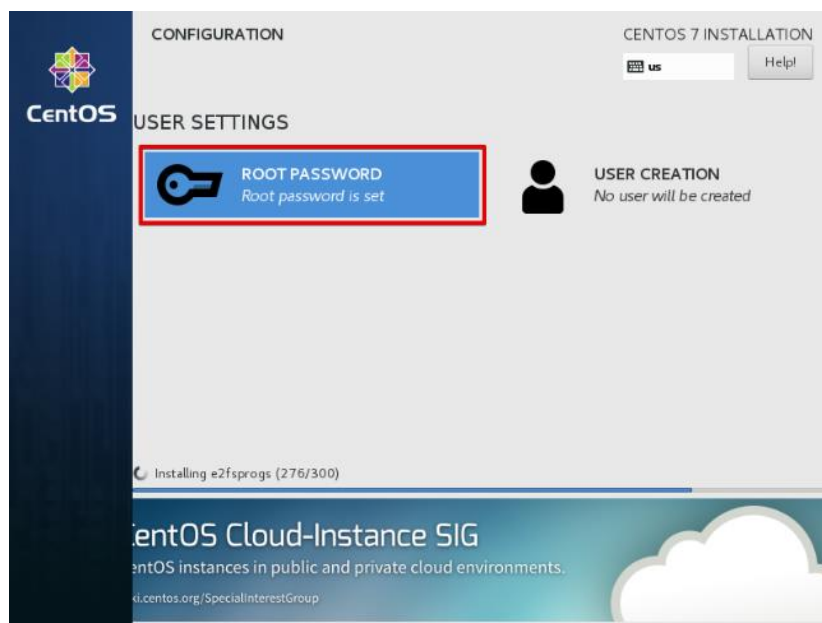 CONFIGURATION
CENTOS 7 INSTALLATION
us
Help!
CentOS
USER SETTINGS
ROOT PASSWORD
Root password is set
USER CREATION
No user will be created
Installing e2fsprogs (276/300)
entOS Cloud-Instance SIG
entOS instances in public and private cloud environments.
ki.centos.org/SpecialInterestGroup